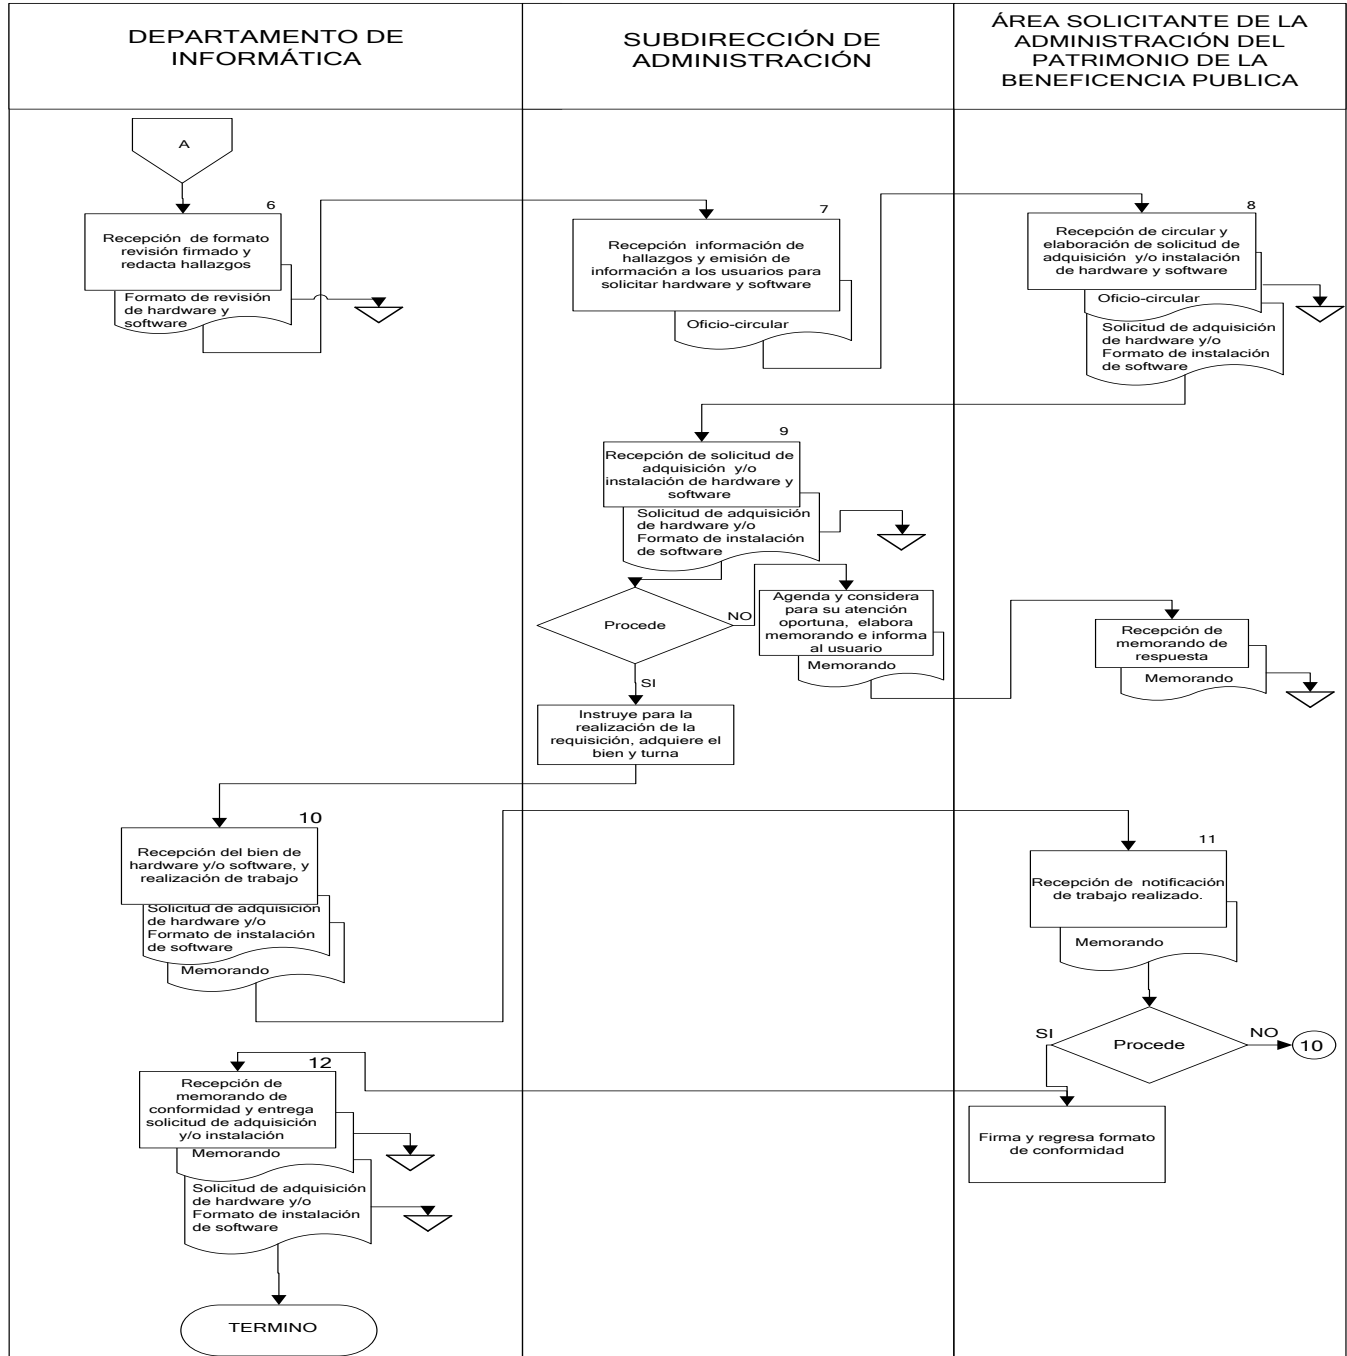 DEPARTAMENTO DE
INFORMÁTICA
SUBDIRECCIÓN DE
ADMINISTRACIÓN
ÁREA SOLICITANTE DE LA
ADMINISTRACIÓN DEL
PATRIMONIO DE LA
BENEFICENCIA PUBLICA
A
6
Recepción de formato
revisión firmado y
redacta hallazgos
Formato de revisión
de hardware y
software
7
Recepción información de
hallazgos y emisión de
información a los usuarios para
solicitar hardware y software
Oficio-circular
8
Recepción de circular y
elaboración de solicitud de
adquisición y/o instalación
de hardware y software
Oficio-circular
Solicitud de adquisición
de hardware y/o
Formato de instalación
de software
9
Recepción de solicitud de
adquisición y/o
instalación de hardware y
software
Solicitud de adquisición
de hardware y/o
Formato de instalación
de software
Procede
NO
Agenda y considera
para su atención
oportuna, elabora
memorando e informa
al usuario
Memorando
Recepción de
memorando de
respuesta
Memorando
SI
Instruye para la
realización de la
requisición, adquiere el
bien y turna
10
Recepción del bien de
hardware y/o software, y
realización de trabajo
Solicitud de adquisición
de hardware y/o
Formato de instalación
de software
Memorando
11
Recepción de notificación
de trabajo realizado.
Memorando
SI
Procede
NO
10
Firma y regresa formato
de conformidad
12
Recepción de
memorando de
conformidad y entrega
solicitud de adquisición
y/o instalación
Memorando
Solicitud de adquisición
de hardware y/o
Formato de instalación
de software
TERMINO